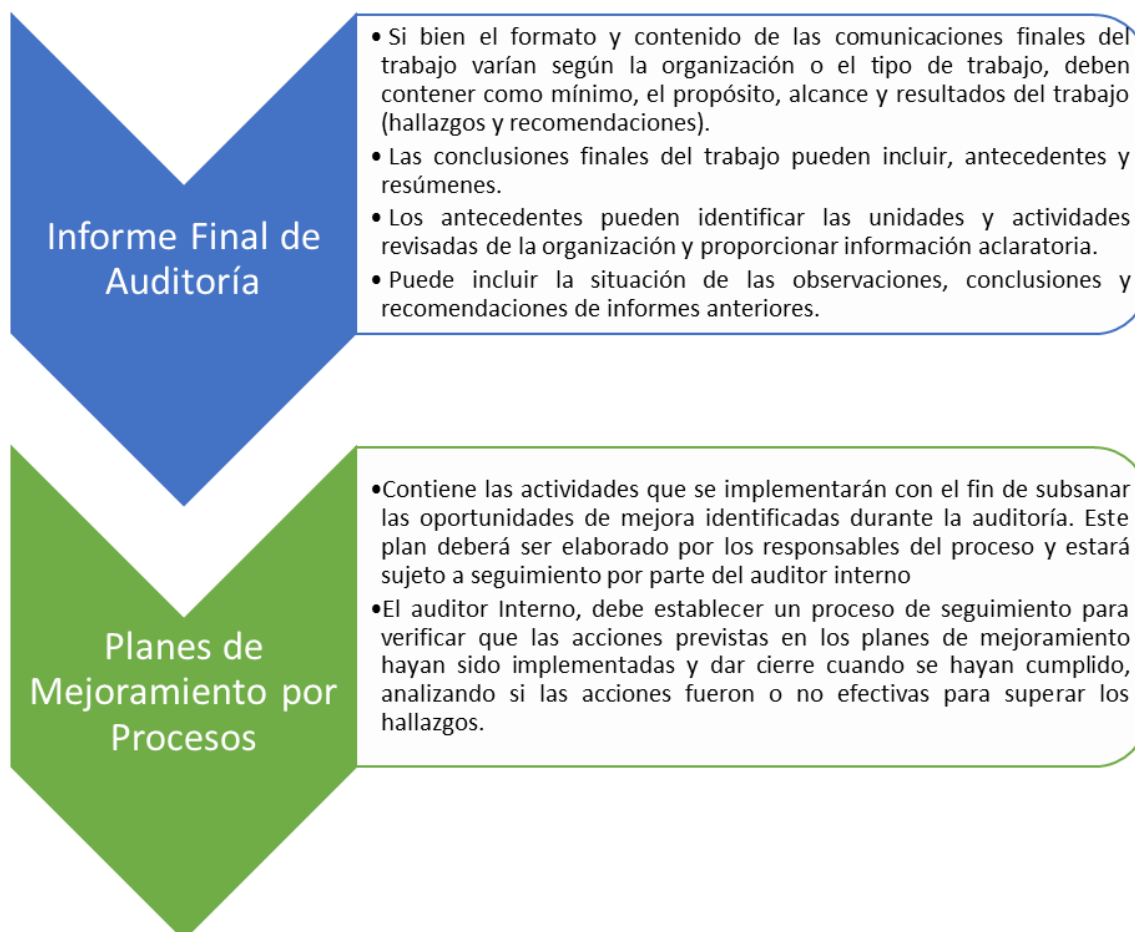 Informe Final de
Auditoría
• Si bien el formato y contenido de las comunicaciones finales del
trabajo varían según la organización o el tipo de trabajo, deben
contener como mínimo, el propósito, alcance y resultados del trabajo
(hallazgos y recomendaciones).
• Las conclusiones finales del trabajo pueden incluir, antecedentes y
resúmenes.
• Los antecedentes pueden identificar las unidades y actividades
revisadas de la organización y proporcionar información aclaratoria.
• Puede incluir la situación de las observaciones, conclusiones y
recomendaciones de informes anteriores.
Planes de
Mejoramiento por
Procesos
•Contiene las actividades que se implementarán con el fin de subsanar
las oportunidades de mejora identificadas durante la auditoría. Este
plan deberá ser elaborado por los responsables del proceso y estará
sujeto a seguimiento por parte del auditor interno
•El auditor Interno, debe establecer un proceso de seguimiento para
verificar que las acciones previstas en los planes de mejoramiento
hayan sido implementadas y dar cierre cuando se hayan cumplido,
analizando si las acciones fueron o no efectivas para superar los
hallazgos.